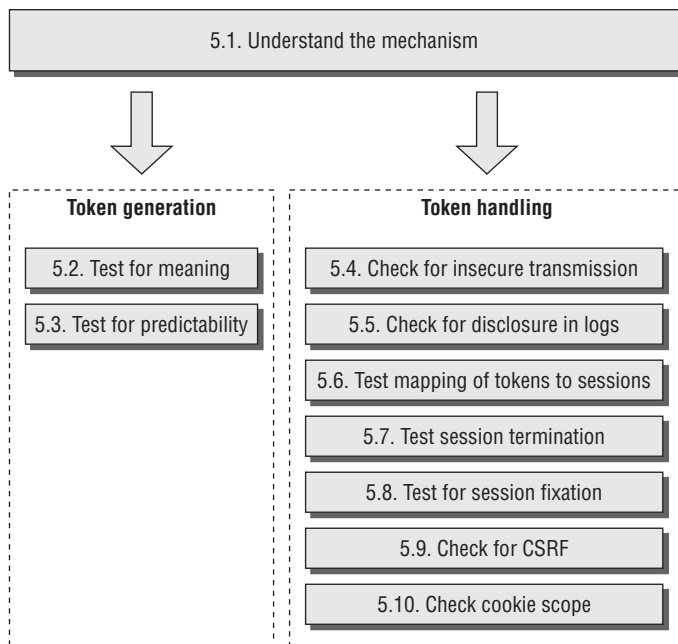 5.1. Understand the mechanism
Token generation
5.2. Test for meaning
5.3. Test for predictability
Token handling
5.4. Check for insecure transmission
5.5. Check for disclosure in logs
5.6. Test mapping of tokens to sessions
5.7. Test session termination
5.8. Test for session fixation
5.9. Check for CSRF
5.10. Check cookie scope